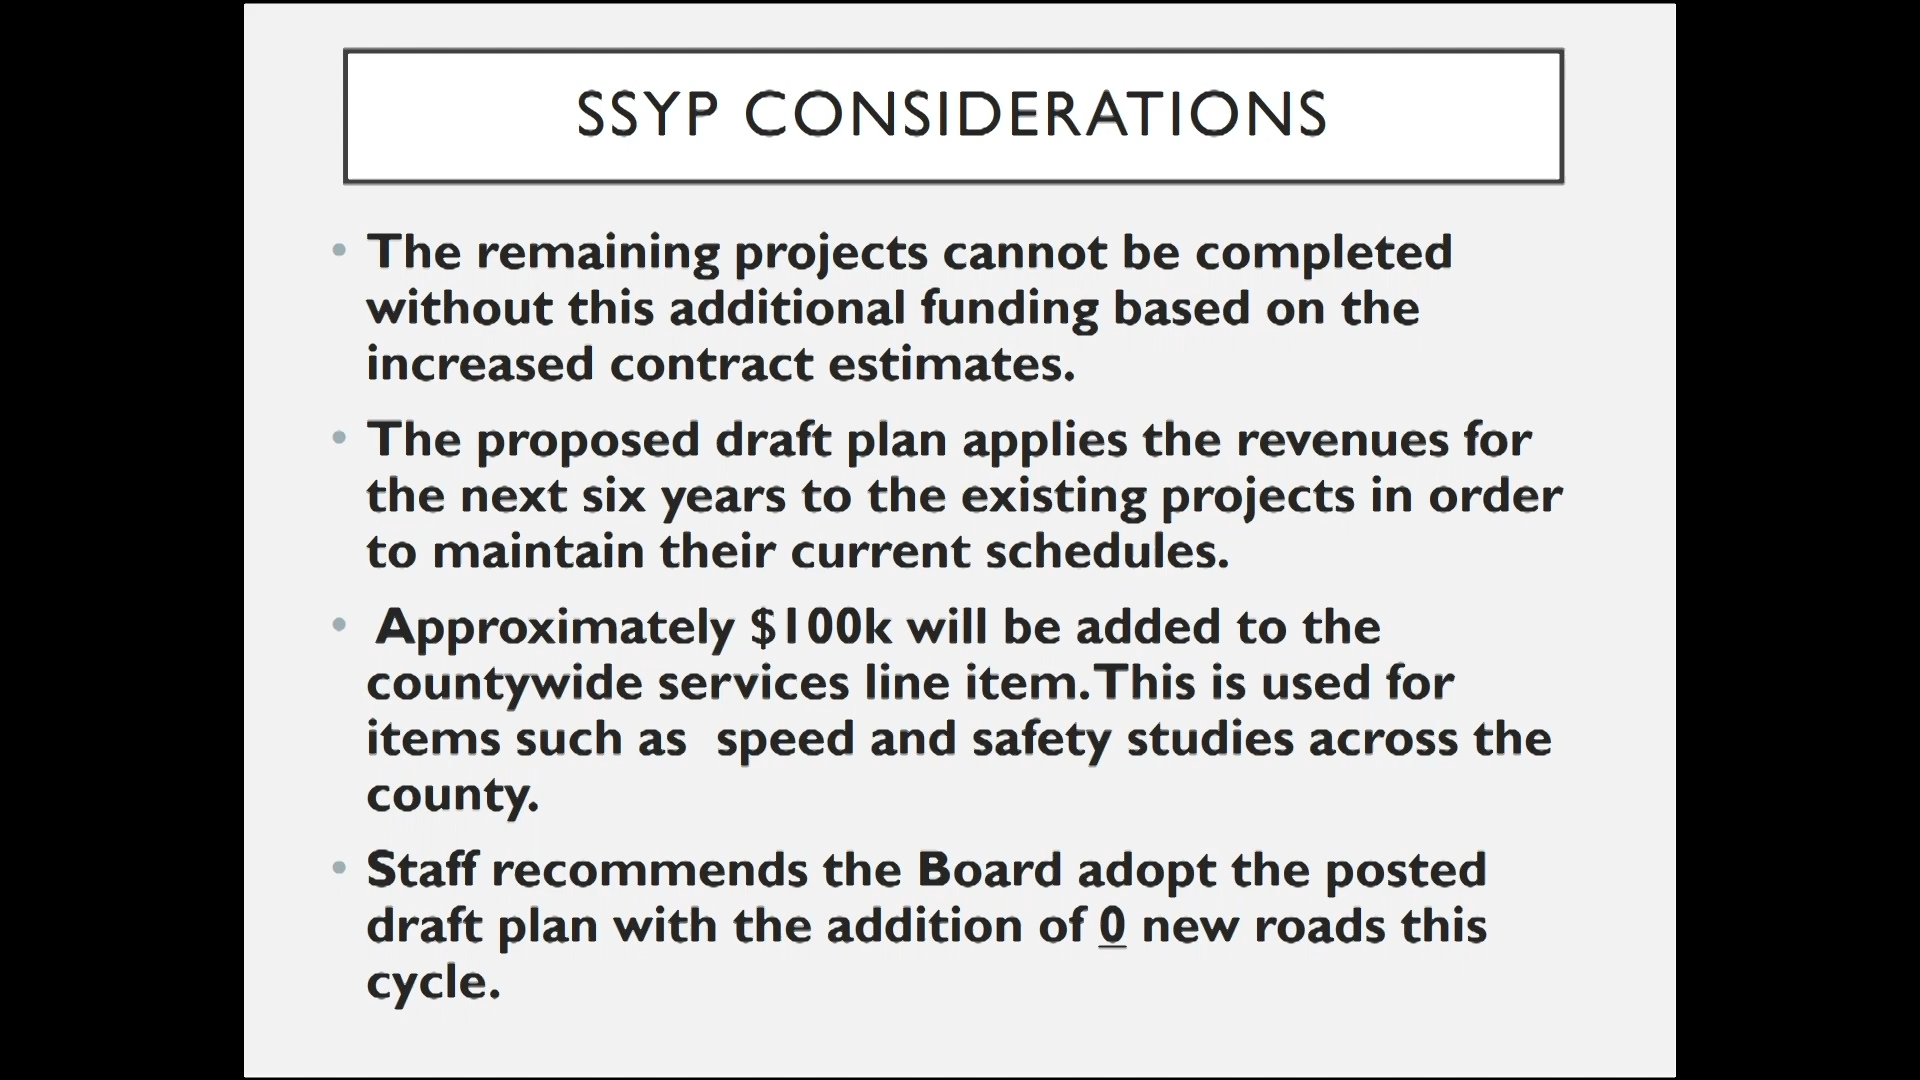 SSYP CONSIDERATIONS
• The remaining projects cannot be completed
without this additional funding based on the
increased contract estimates.
• The proposed draft plan applies the revenues for
the next six years to the existing projects in order
to maintain their current schedules.
• Approximately $100k will be added to the
countywide services line item. This is used for
items such as  speed and safety studies across the
county.
• Staff recommends the Board adopt the posted
draft plan with the addition of 0 new roads this
cycle.